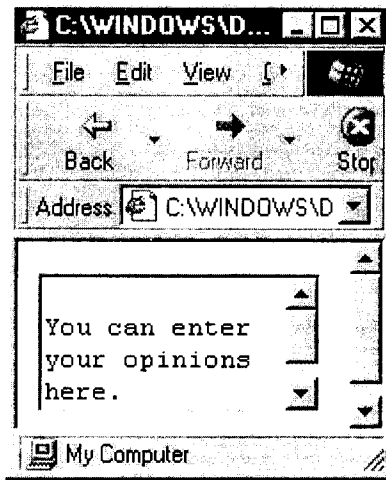 C:\WINDOWS\D...
File Edit View
Back Forward Stop
Address C:\WINDOWS\D
You can enter
your opinions
here.
My Computer